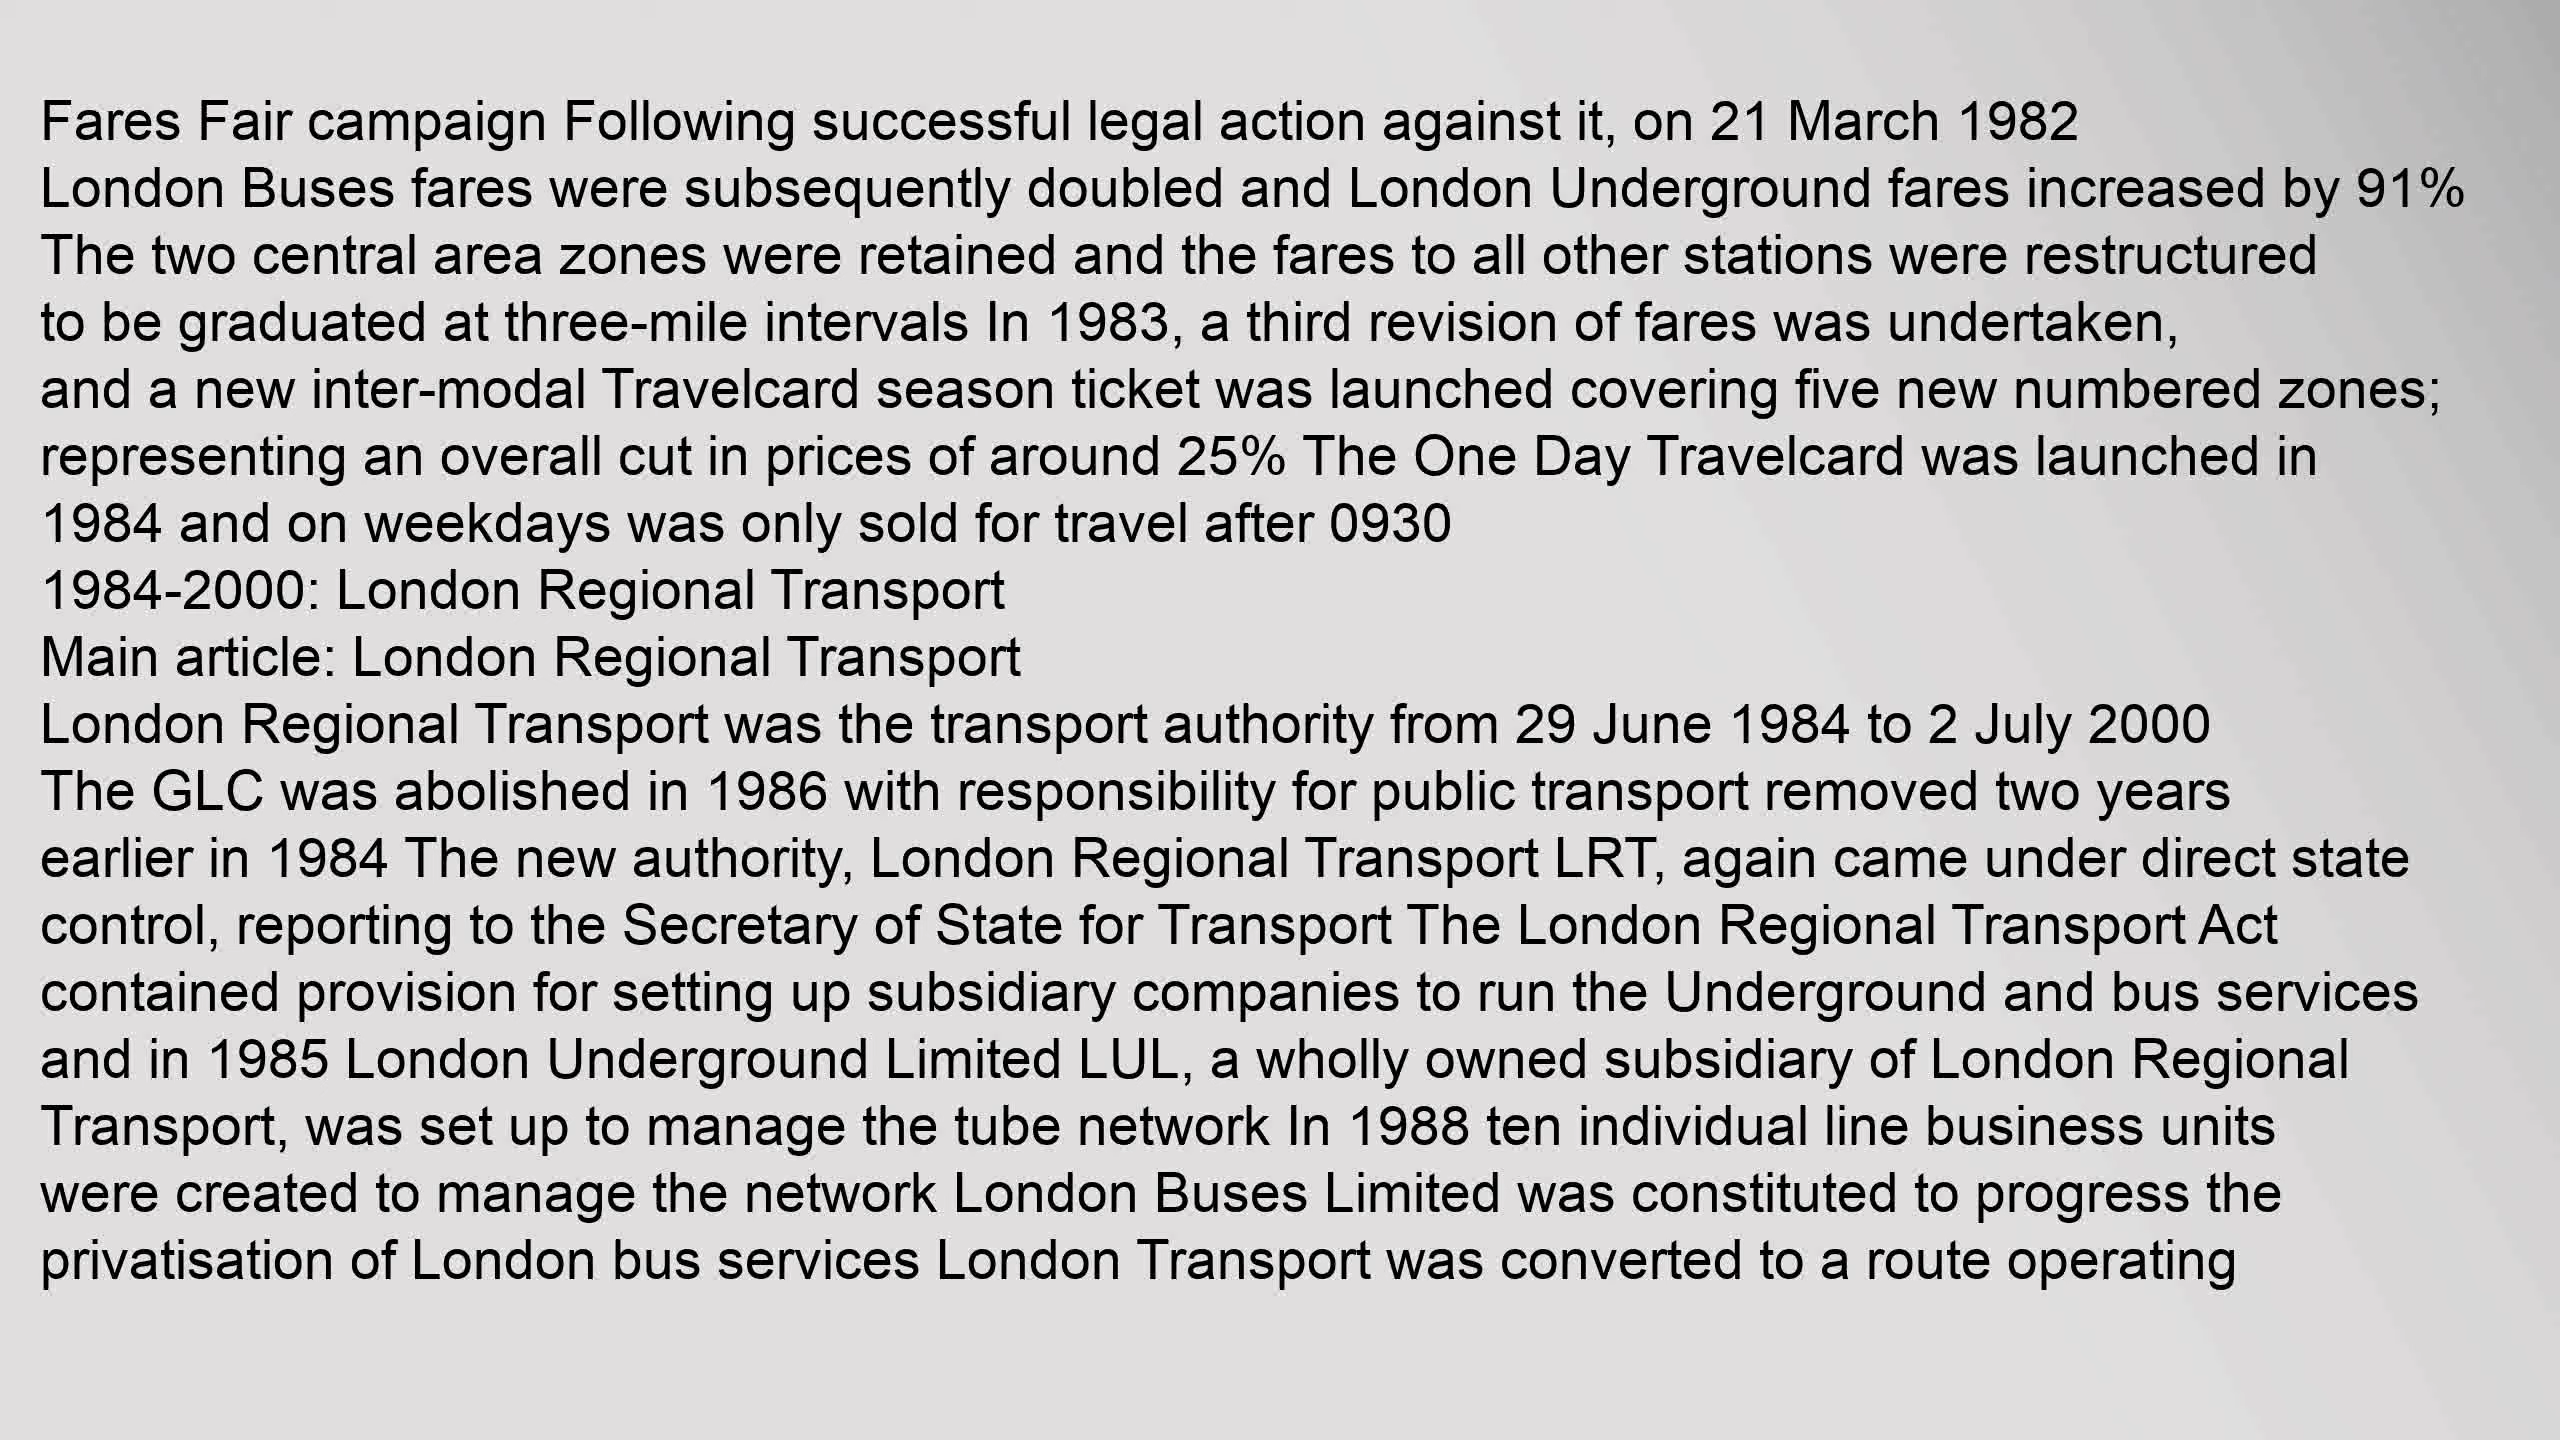 Fares Fair campaign Following successful legal action against it, on 21 March 1982
London Buses fares were subsequently doubled and London Underground fares increased by 91%
The two central area zones were retained and the fares to all other stations were restructured
to be graduated at three-mile intervals In 1983, a third revision of fares was undertaken,
and a new inter-modal Travelcard season ticket was launched covering five new numbered zones;
representing an overall cut in prices of around 25% The One Day Travelcard was launched in
1984 and on weekdays was only sold for travel after 0930
1984-2000: London Regional Transport
Main article: London Regional Transport
London Regional Transport was the transport authority from 29 June 1984 to 2 July 2000
The GLC was abolished in 1986 with responsibility for public transport removed two years
earlier in 1984 The new authority, London Regional Transport LRT, again came under direct state
control, reporting to the Secretary of State for Transport The London Regional Transport Act
contained provision for setting up subsidiary companies to run the Underground and bus services
and in 1985 London Underground Limited LUL, a wholly owned subsidiary of London Regional
Transport, was set up to manage the tube network In 1988 ten individual line business units
were created to manage the network London Buses Limited was constituted to progress the
privatisation of London bus services London Transport was converted to a route operating